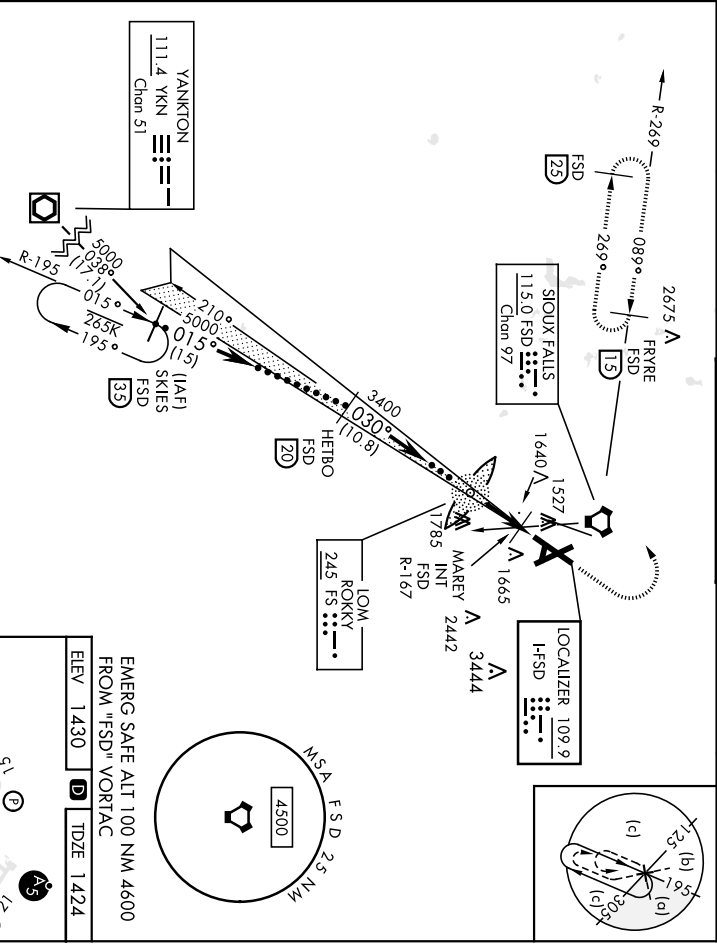 YANKTON
111.4 YKN
Chan 51
R-269
FSD
25
269°
089°
2675
FRYRE
FSD
15
SIOUX FALLS
115.0 FSD
Chan 97
5000
038°
(17.1)
R-195
015°
265K
195°
210°
5000
015°
(15)
(IAF)
SKIES
FSD
35
3400
030°
(10.8)
HETBO
FSD
20
1640
1527
1785
MAREY
INT
FSD
R-167
1665
2442
3444
LOM
ROKKY
245 FS
LOCALIZER 109.9
I-FSD
MSA FSD 25 NM
4500
EMERG SAFE ALT 100 NM 4600
FROM "FSD" VORTAC
ELEV 1430
D
TDZE 1424
15
P
A5
(c)
125
(b)
195
(a)
305
(c)